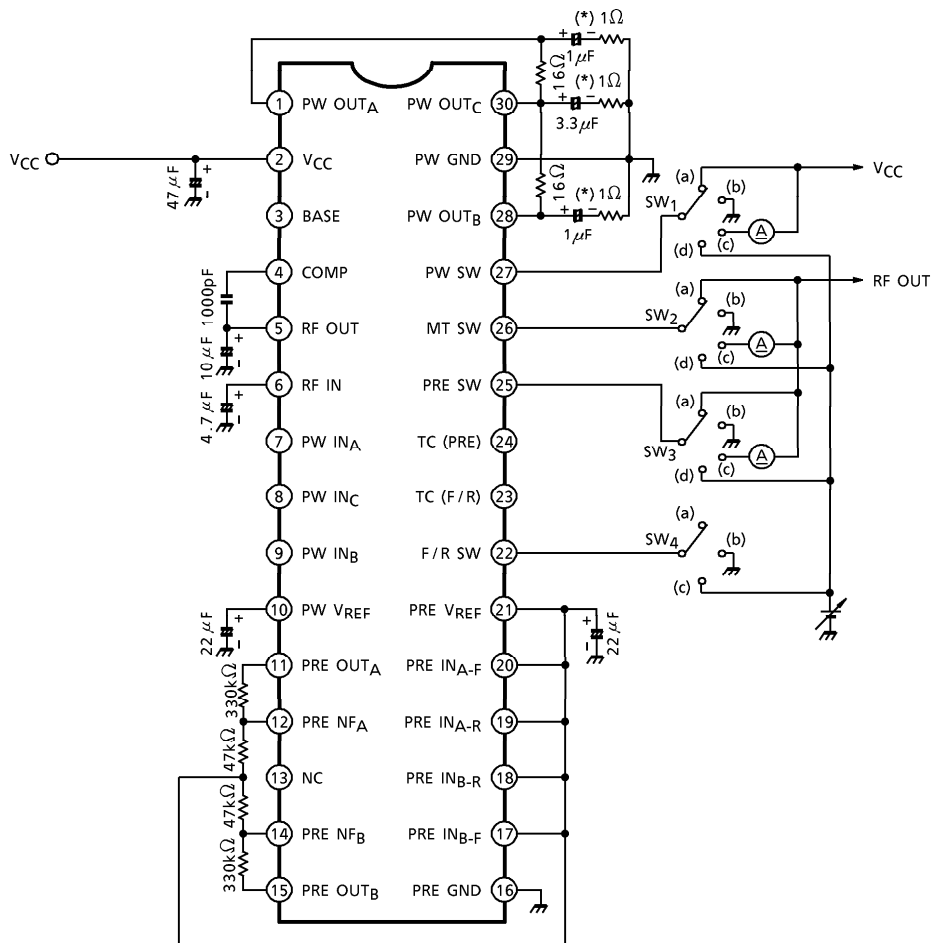 (*) 1Ω
+ −
1μF
16Ω
(*) 1Ω
+ −
3.3μF
16Ω
(*) 1Ω
+ −
1μF
1 PW OUTA
PW OUTC 30
VCC
2 VCC
PW GND 29
47μF
+
-
3 BASE
PW OUTB 28
4 COMP
PW SW 27
1000pF
5 RF OUT
MT SW 26
10μF
+
-
6 RF IN
PRE SW 25
4.7μF
+
-
7 PW INA
TC (PRE) 24
8 PW INC
TC (F/R) 23
9 PW INB
F/R SW 22
10 PW VREF
PRE VREF 21
22μF
+
-
+
-
22μF
11 PRE OUTA
PRE INA-F 20
330kΩ
12 PRE NFA
PRE INA-R 19
47kΩ
13 NC
PRE INB-R 18
47kΩ
14 PRE NFB
PRE INB-F 17
330kΩ
15 PRE OUTB
PRE GND 16
VCC
SW1
(a)
(b)
(c)
(d)
A
RF OUT
SW2
(a)
(b)
(c)
(d)
A
SW3
(a)
(b)
(c)
(d)
A
SW4
(a)
(b)
(c)